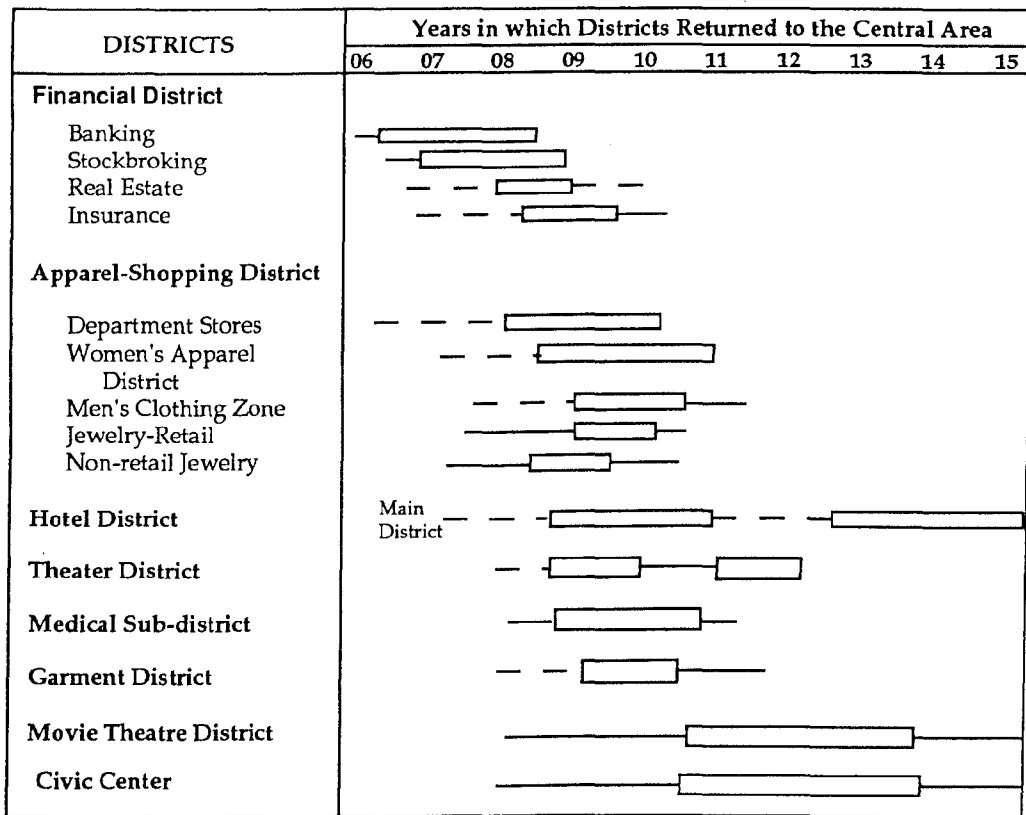 DISTRICTS
Years in which Districts Returned to the Central Area
06 07 08 09 10 11 12 13 14 15
Financial District
Banking
Stockbroking
Real Estate
Insurance
Apparel-Shopping District
Department Stores
Women's Apparel
District
Men's Clothing Zone
Jewelry-Retail
Non-retail Jewelry
Hotel District
Main
District
Theater District
Medical Sub-district
Garment District
Movie Theatre District
Civic Center